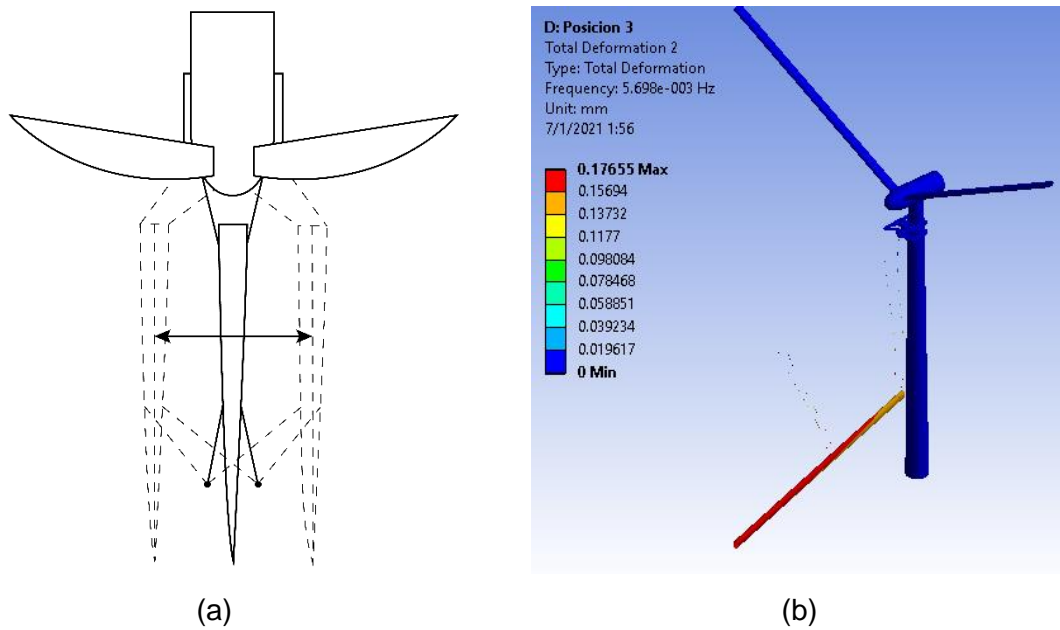 D: Posicion 3
Total Deformation 2
Type: Total Deformation
Frequency: 5.698e-003 Hz
Unit: mm
7/1/2021 1:56
0.17655 Max
0.15694
0.13732
0.1177
0.098084
0.078468
0.058851
0.039234
0.019617
0 Min
(a)
(b)